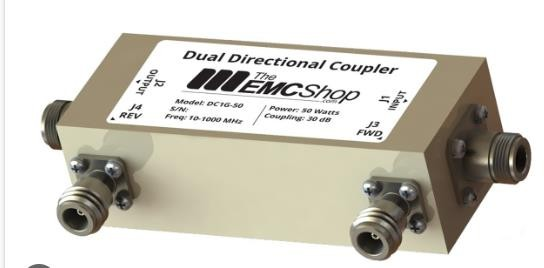 Dual Directional Coupler
The
EMCShop
.com
Model: DC1G-50
S/N:
Freq: 10-1000 MHz
Power: 50 Watts
Coupling: 30 dB
J2
OUTPUT
J4
REV
J1
INPUT
J3
FWD